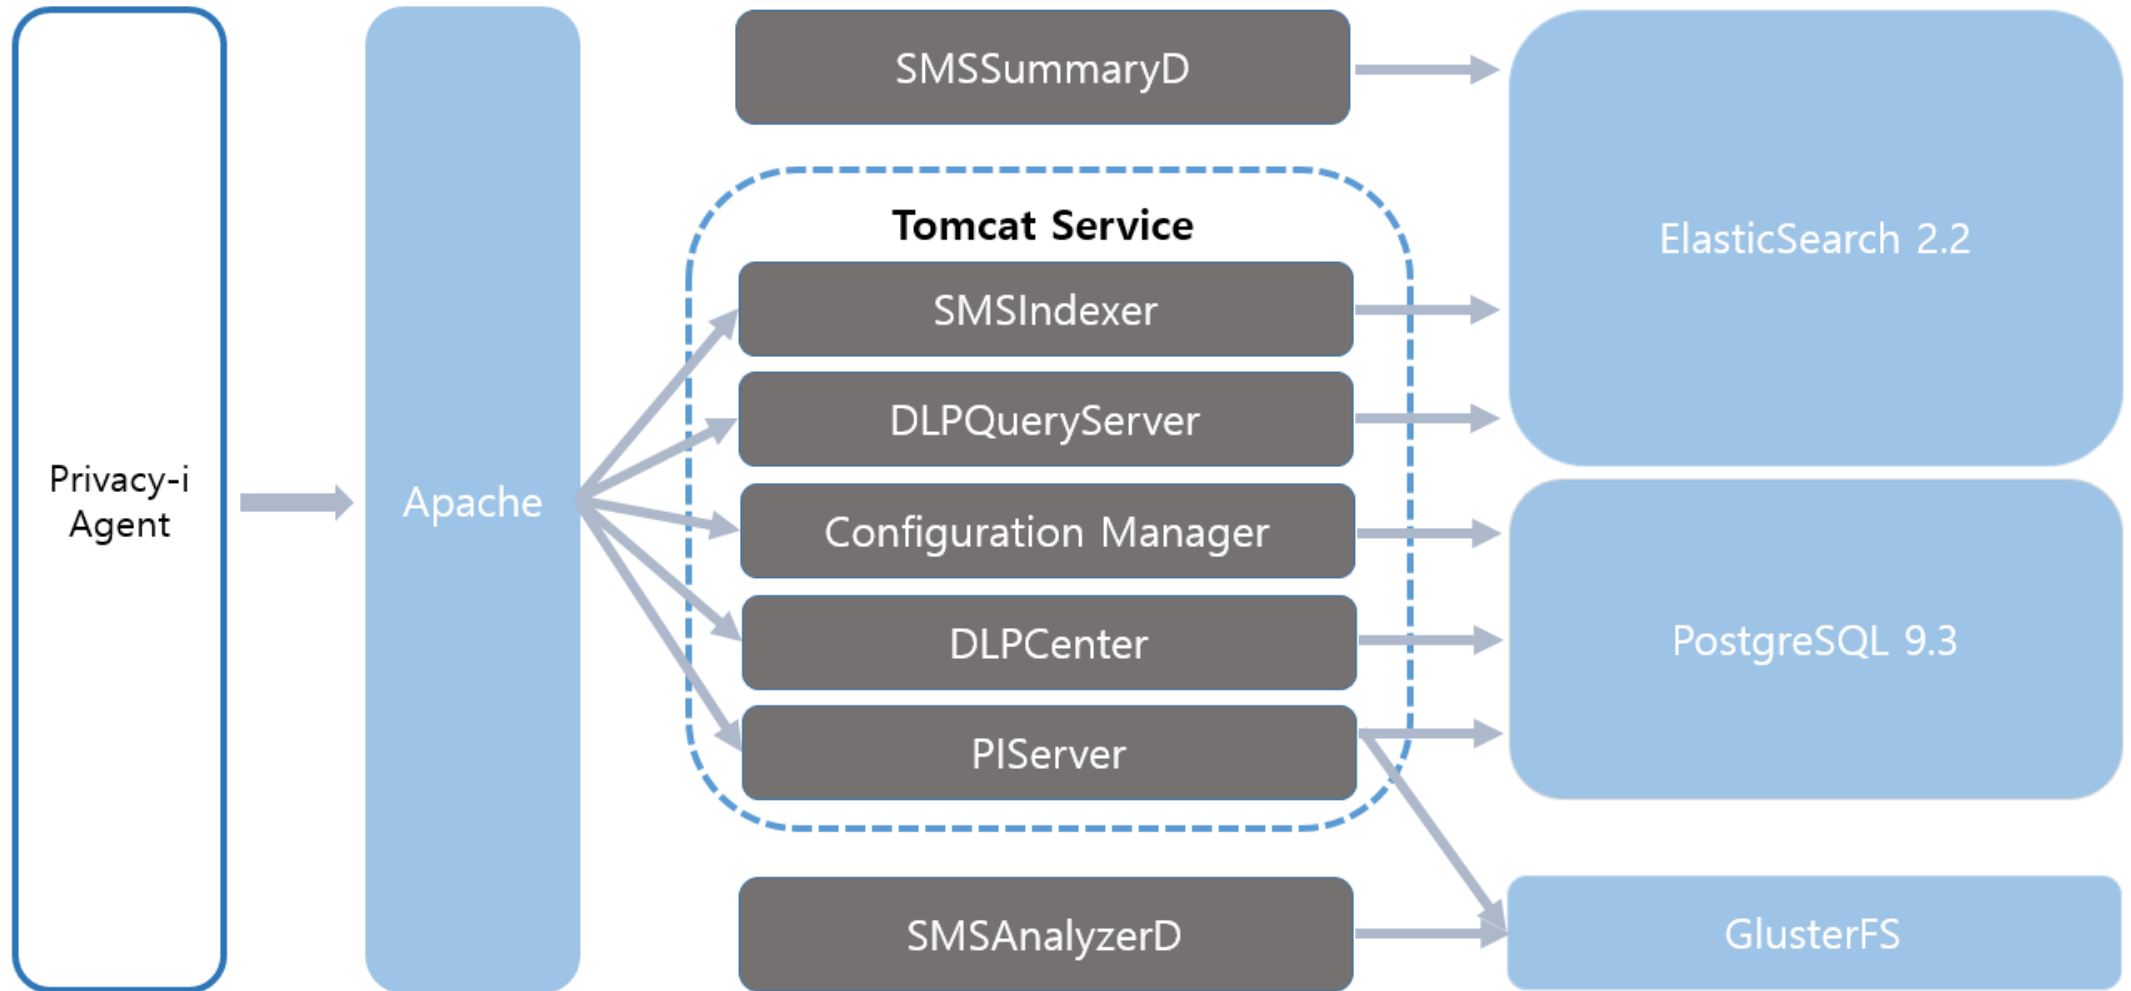 Privacy-i
Agent
Apache
SMSSummaryD
Tomcat Service
SMSIndexer
DLPQueryServer
Configuration Manager
DLPCenter
PIServer
SMSAnalyzerD
ElasticSearch 2.2
PostgreSQL 9.3
GlusterFS